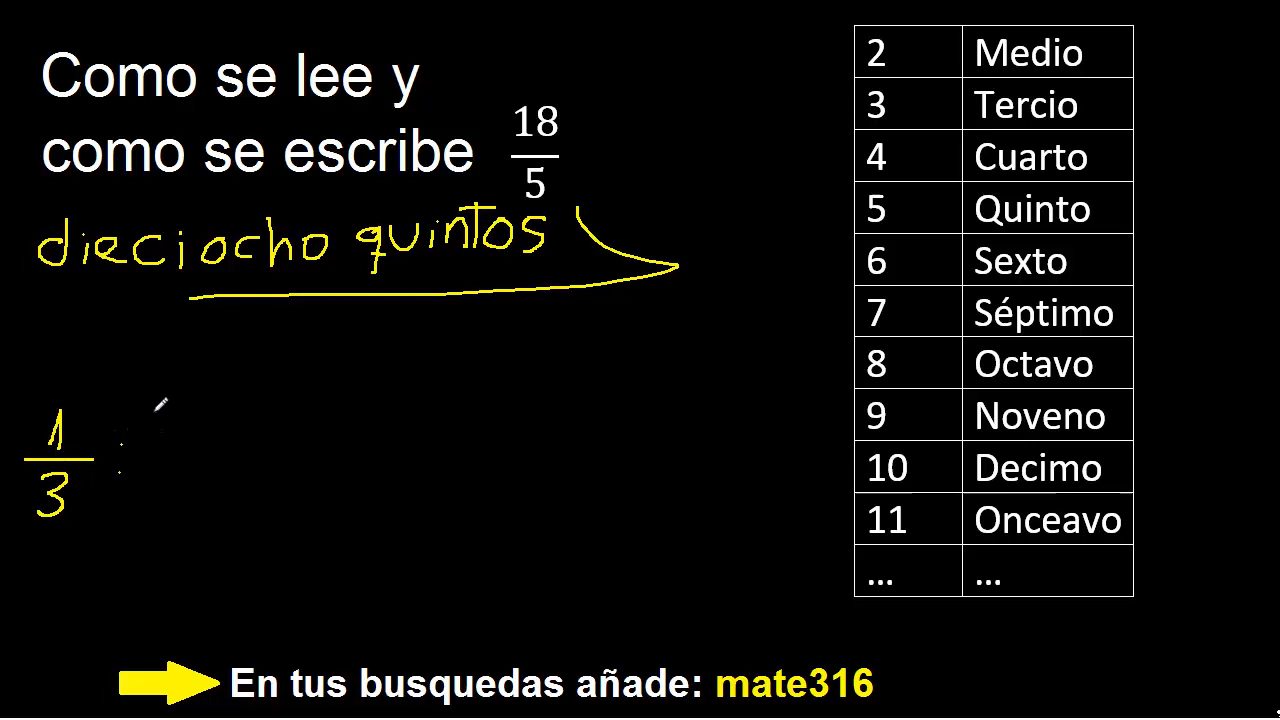 Como se lee y
como se escribe 18/5
dieciocho quintos
1/3 :
2 Medio
3 Tercio
4 Cuarto
5 Quinto
6 Sexto
7 Séptimo
8 Octavo
9 Noveno
10 Decimo
11 Onceavo
... ...
En tus busquedas añade: mate316